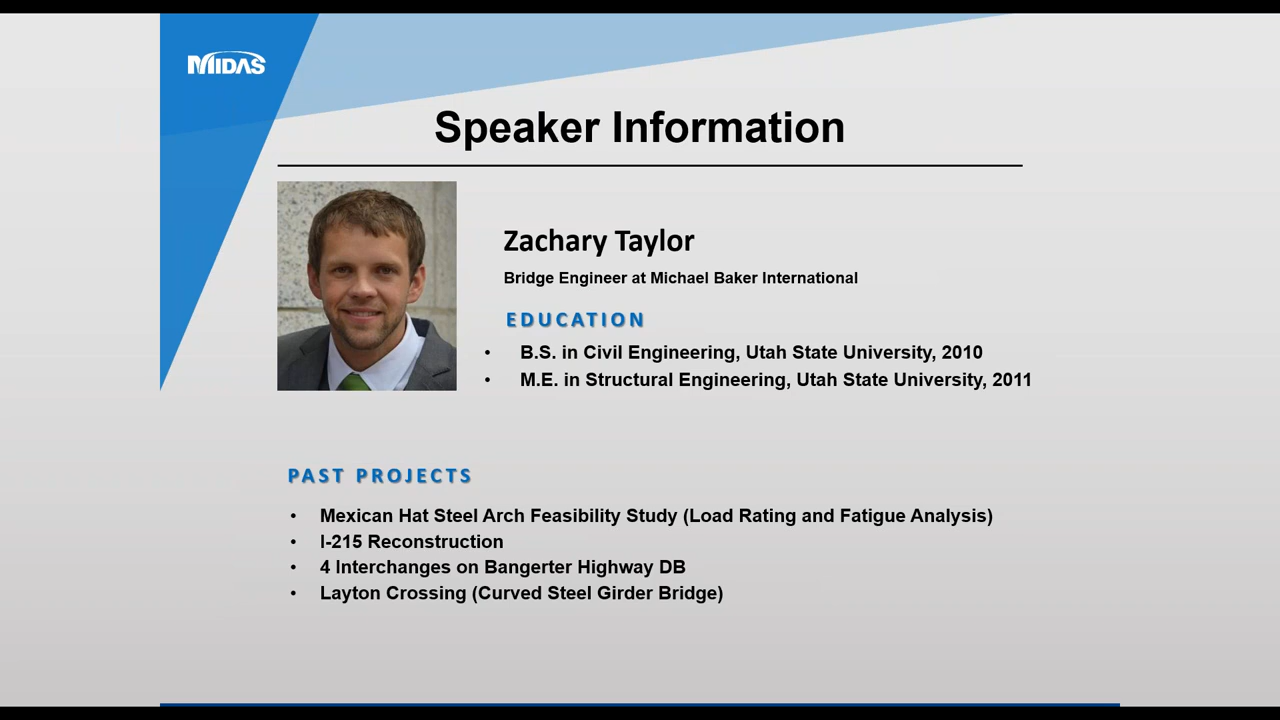 MIDAS
Speaker Information
Zachary Taylor
Bridge Engineer at Michael Baker International
EDUCATION
• B.S. in Civil Engineering, Utah State University, 2010
• M.E. in Structural Engineering, Utah State University, 2011
PAST PROJECTS
• Mexican Hat Steel Arch Feasibility Study (Load Rating and Fatigue Analysis)
• I-215 Reconstruction
• 4 Interchanges on Bangerter Highway DB
• Layton Crossing (Curved Steel Girder Bridge)